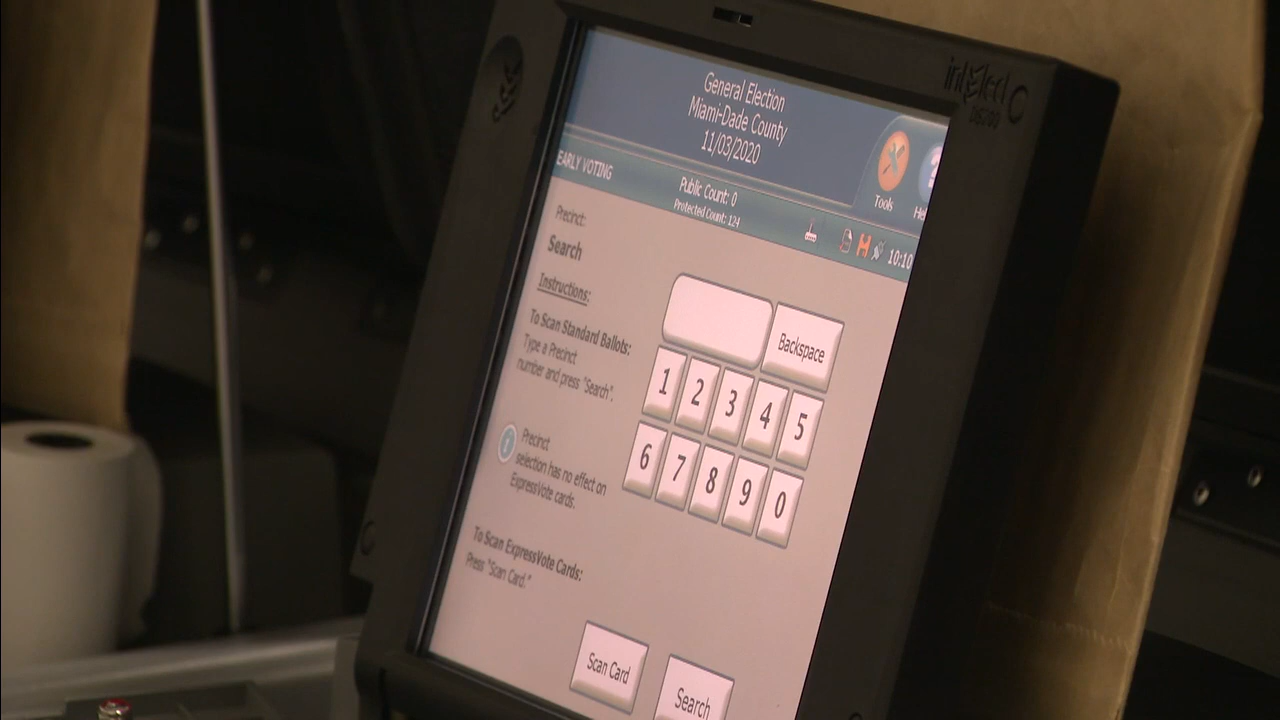 intElect
DS200
General Election
Miami-Dade County
11/03/2020
Tools
EARLY VOTING
Public Count: 0
Protected Count: 124
10:10
Precinct:
Search
Instructions:
To Scan Standard Ballots:
Type a Precinct
number and press "Search".
Precinct
selection has no effect on
ExpressVote cards.
To Scan ExpressVote Cards:
Press "Scan Card."
Backspace
1 2 3 4 5
6 7 8 9 0
Scan Card
Search